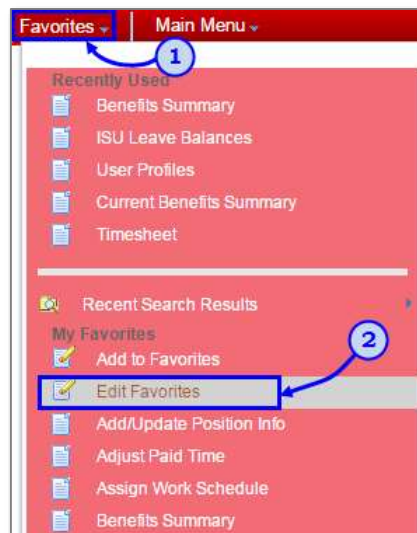 Favorites Main Menu
1
Recently Used
Benefits Summary
ISU Leave Balances
User Profiles
Current Benefits Summary
Timesheet
Recent Search Results
My Favorites
2
Add to Favorites
Edit Favorites
Add/Update Position Info
Adjust Paid Time
Assign Work Schedule
Benefits Summary